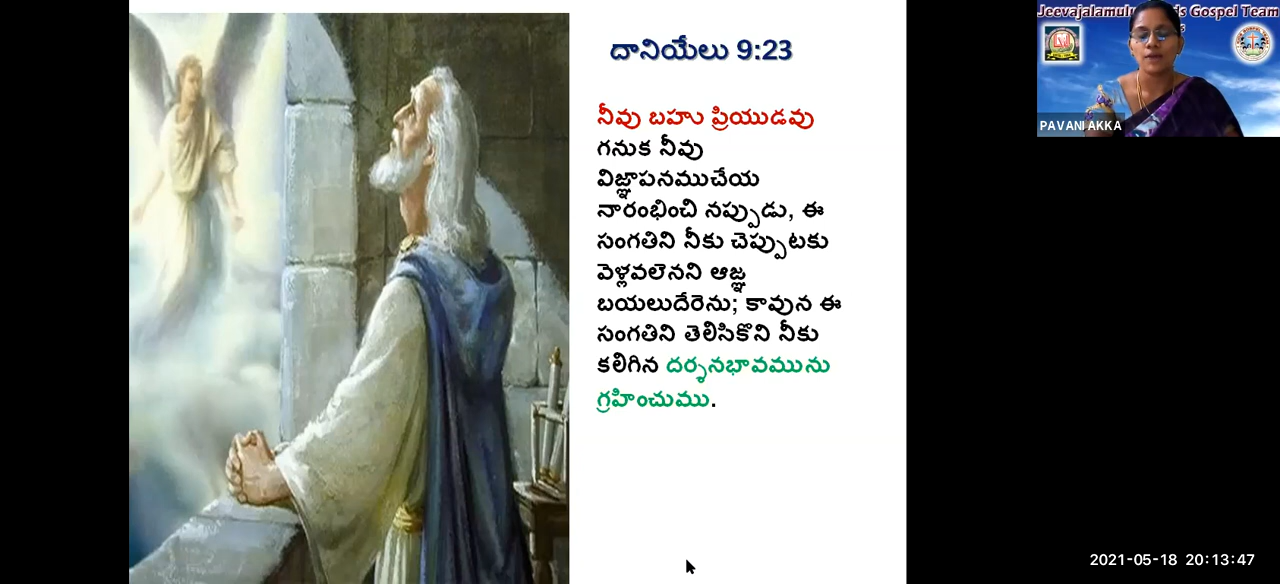 దానియేలు 9:23
నీవు బహు ప్రియుడవు
గనుక నీవు
విజ్ఞాపనముచేయ
నారంభించి నప్పుడు, ఈ
సంగతిని నీకు చెప్పుటకు
వెళ్లవలెనని ఆజ్ఞ
బయలుదేరెను; కావున ఈ
సంగతిని తెలిసికొని నీకు
కలిగిన దర్శనభావమును
గ్రహించుము.
Jeevajalamulu Gospel Team
PAVANI AKKA
2021-05-18 20:13:47